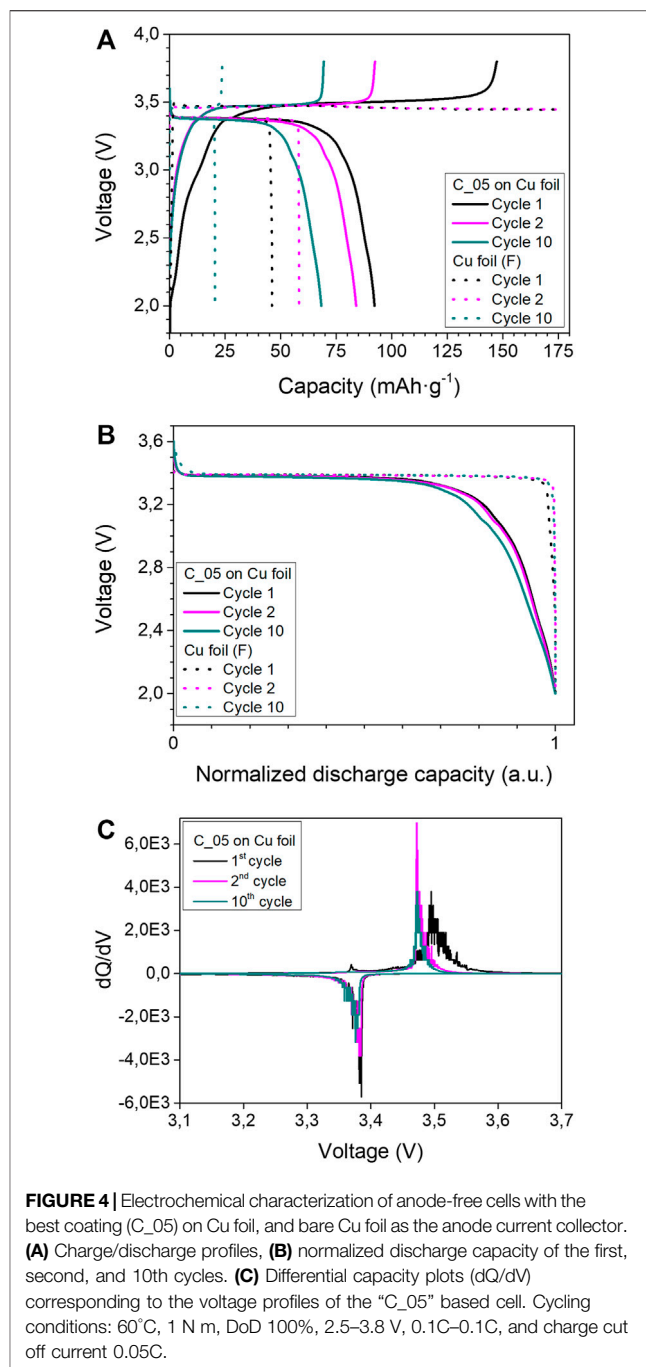 A
4,0
3,5
3,0
2,5
2,0
Voltage (V)
C_05 on Cu foil
Cycle 1
Cycle 2
Cycle 10
Cu foil (F)
Cycle 1
Cycle 2
Cycle 10
0 25 50 75 100 125 150 175
Capacity (mAh·g⁻¹)
B
3,6
3,2
2,8
2,4
2,0
Voltage (V)
C_05 on Cu foil
Cycle 1
Cycle 2
Cycle 10
Cu foil (F)
Cycle 1
Cycle 2
Cycle 10
0 1
Normalized discharge capacity (a.u.)
C
6,0E3
4,0E3
2,0E3
0,0
-2,0E3
-4,0E3
-6,0E3
dQ/dV
C_05 on Cu foil
1st cycle
2nd cycle
10th cycle
3,1 3,2 3,3 3,4 3,5 3,6 3,7
Voltage (V)
FIGURE 4 | Electrochemical characterization of anode-free cells with the
best coating (C_05) on Cu foil, and bare Cu foil as the anode current collector.
(A) Charge/discharge profiles, (B) normalized discharge capacity of the first,
second, and 10th cycles. (C) Differential capacity plots (dQ/dV)
corresponding to the voltage profiles of the “C_05” based cell. Cycling
conditions: 60°C, 1 N m, DoD 100%, 2.5–3.8 V, 0.1C–0.1C, and charge cut
off current 0.05C.